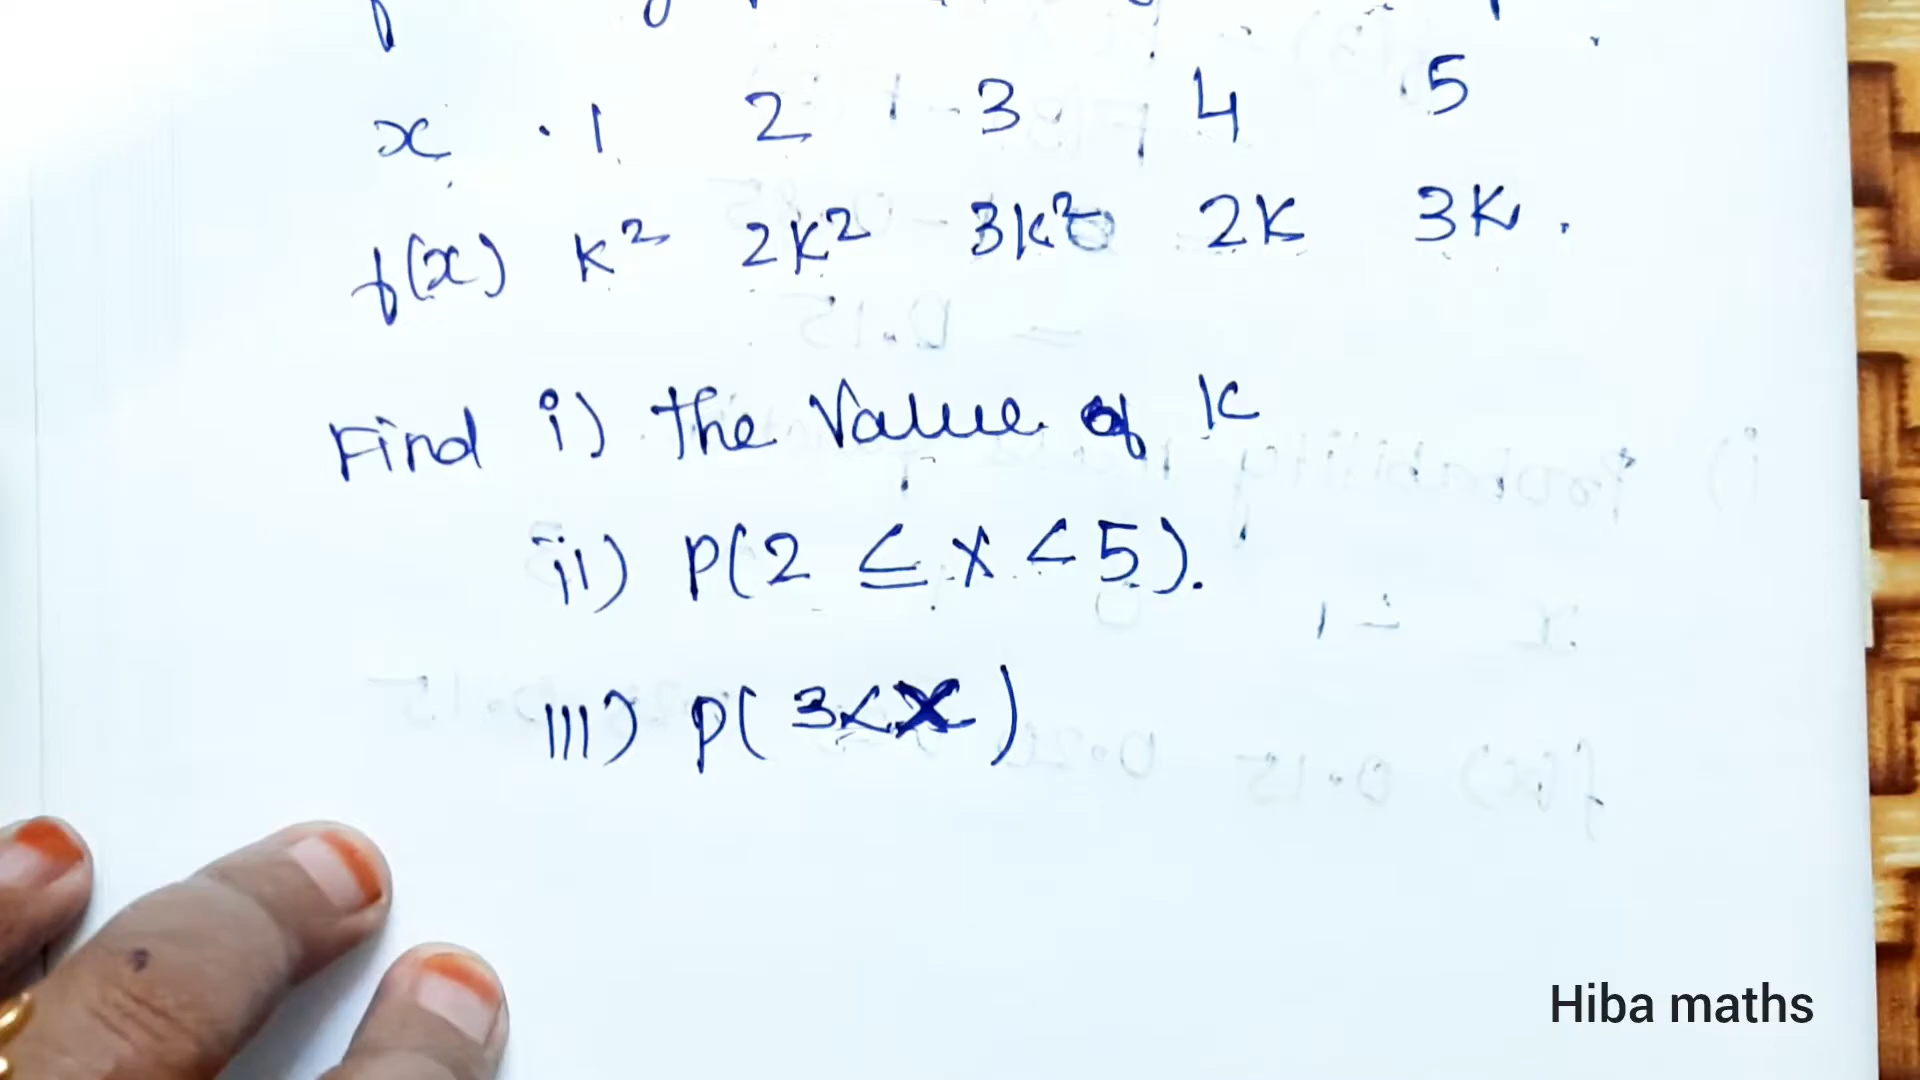 x 1 2 3 4 5
f(x) k² 2k² 3k² 2k 3k.
Find i) the Value of k
ii) P(2 ≤ x < 5).
iii) P(3<x)
Hiba maths